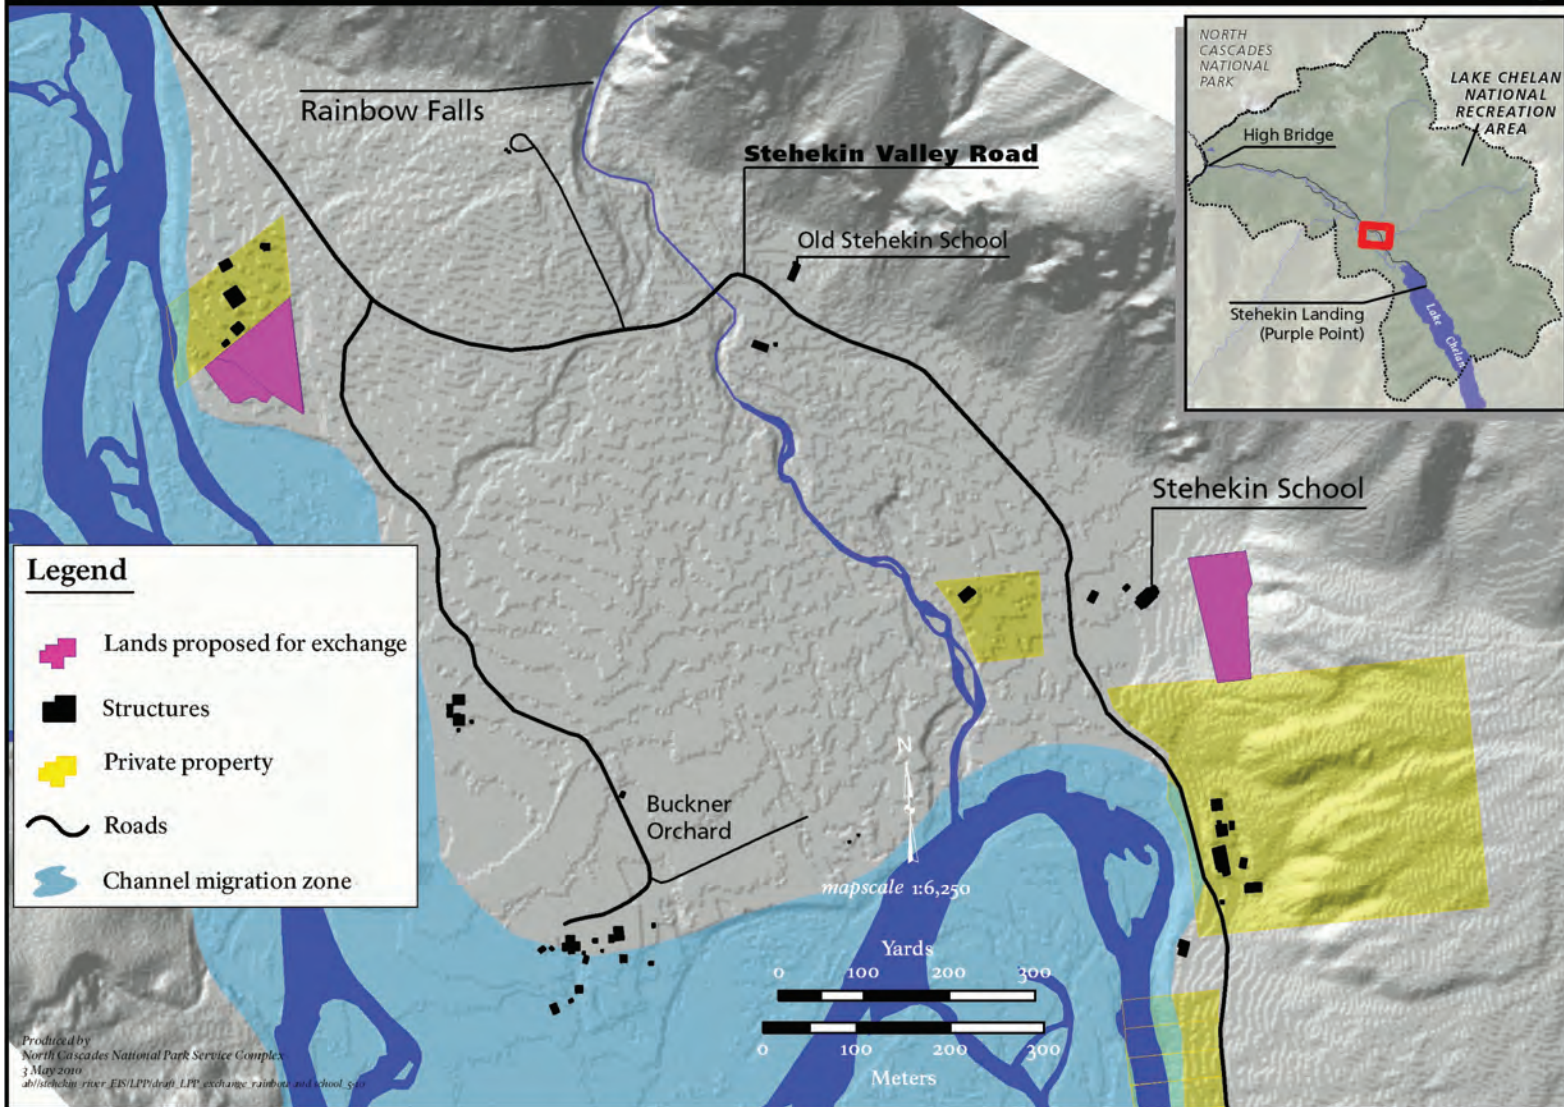 Rainbow Falls
Stehekin Valley Road
Old Stehekin School
NORTH
CASCADES
NATIONAL
PARK
LAKE CHELAN
NATIONAL
RECREATION
AREA
High Bridge
Stehekin Landing
(Purple Point)
Lake Chelan
Stehekin School
Legend
Lands proposed for exchange
Structures
Private property
Roads
Channel migration zone
Buckner
Orchard
N
mapscale 1:6,250
Yards
0 100 200 300
0 100 200 300
Meters
Produced by
North Cascades National Park Service Complex
3 May 2010